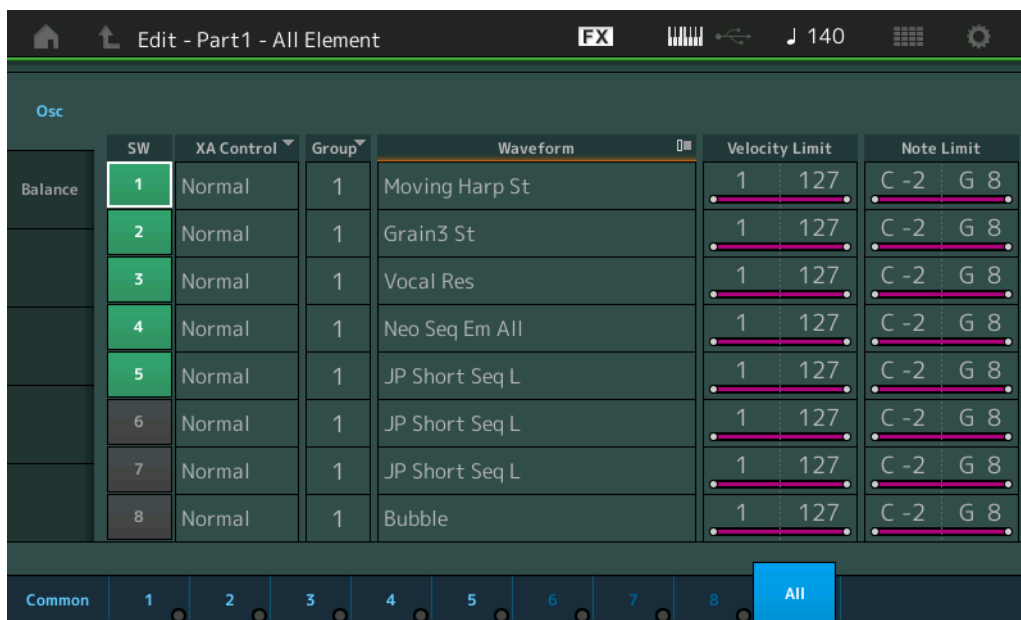 Edit - Part1 - All Element FX ♩ 140
Osc
SW XA Control Group Waveform Velocity Limit Note Limit
Balance
1 Normal 1 Moving Harp St 1 127 C -2 G 8
2 Normal 1 Grain3 St 1 127 C -2 G 8
3 Normal 1 Vocal Res 1 127 C -2 G 8
4 Normal 1 Neo Seq Em All 1 127 C -2 G 8
5 Normal 1 JP Short Seq L 1 127 C -2 G 8
6 Normal 1 JP Short Seq L 1 127 C -2 G 8
7 Normal 1 JP Short Seq L 1 127 C -2 G 8
8 Normal 1 Bubble 1 127 C -2 G 8
Common 1 2 3 4 5 6 7 8 All